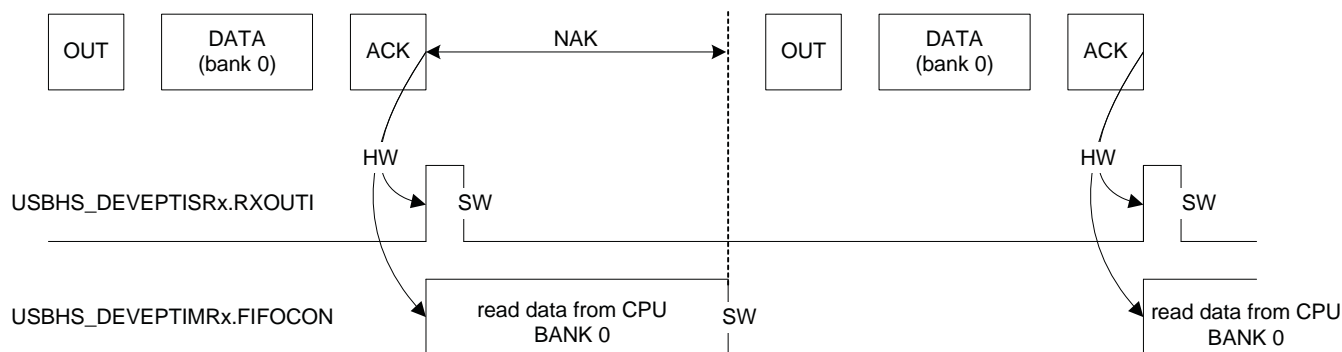 OUT
DATA
(bank 0)
ACK
NAK
OUT
DATA
(bank 0)
ACK
HW
HW
USBHS_DEVEPTISRx.RXOUTI
SW
SW
USBHS_DEVEPTIMRx.FIFOCON
read data from CPU
BANK 0
SW
read data from CPU
BANK 0